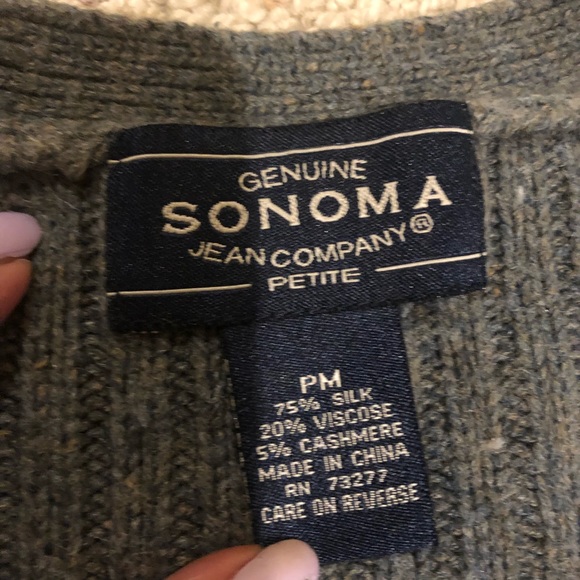 GENUINE
SONOMA
JEAN COMPANY®
PETITE
PM
75% SILK
20% VISCOSE
5% CASHMERE
MADE IN CHINA
RN 73277
CARE ON REVERSE